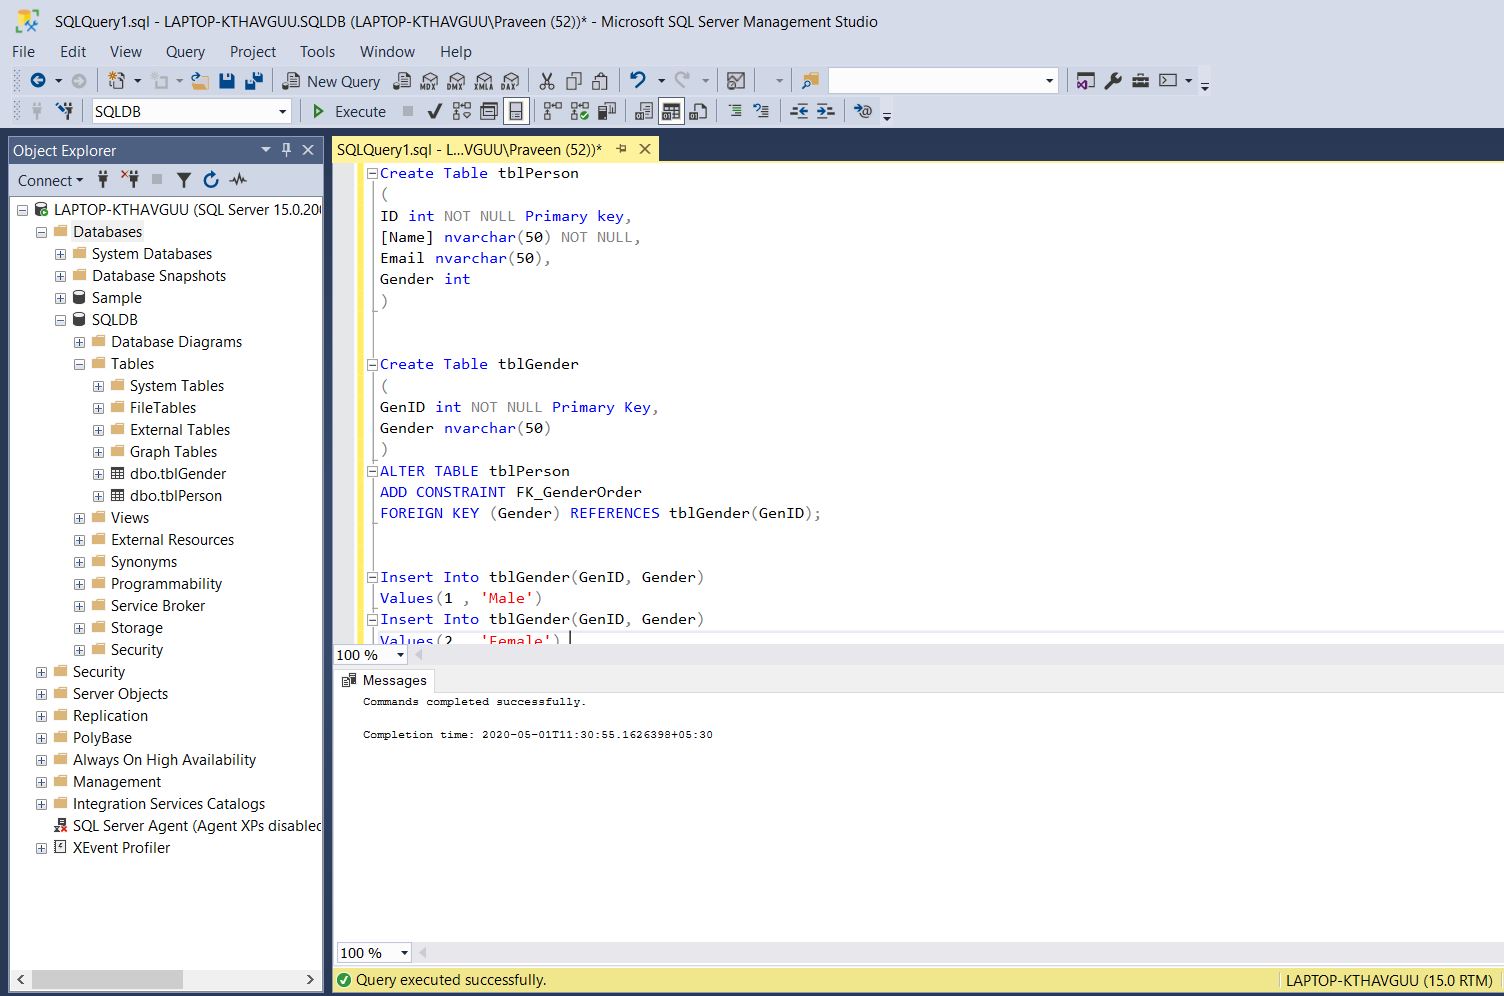 SQLQuery1.sql - LAPTOP-KTHAVGUU.SQLDB (LAPTOP-KTHAVGUU\Praveen (52))* - Microsoft SQL Server Management Studio
File Edit View Query Project Tools Window Help
New Query MDX DMX XMLA DAX
SQLDB Execute
Object Explorer
Connect
LAPTOP-KTHAVGUU (SQL Server 15.0.200
Databases
System Databases
Database Snapshots
Sample
SQLDB
Database Diagrams
Tables
System Tables
FileTables
External Tables
Graph Tables
dbo.tblGender
dbo.tblPerson
Views
External Resources
Synonyms
Programmability
Service Broker
Storage
Security
Security
Server Objects
Replication
PolyBase
Always On High Availability
Management
Integration Services Catalogs
SQL Server Agent (Agent XPs disabled
XEvent Profiler
SQLQuery1.sql - L...VGUU\Praveen (52))*
Create Table tblPerson
(
ID int NOT NULL Primary key,
[Name] nvarchar(50) NOT NULL,
Email nvarchar(50),
Gender int
)
Create Table tblGender
(
GenID int NOT NULL Primary Key,
Gender nvarchar(50)
)
ALTER TABLE tblPerson
ADD CONSTRAINT FK_GenderOrder
FOREIGN KEY (Gender) REFERENCES tblGender(GenID);
Insert Into tblGender(GenID, Gender)
Values(1 , 'Male')
Insert Into tblGender(GenID, Gender)
Values(2 'Female')
100 %
Messages
Commands completed successfully.
Completion time: 2020-05-01T11:30:55.1626398+05:30
100 %
Query executed successfully. LAPTOP-KTHAVGUU (15.0 RTM)